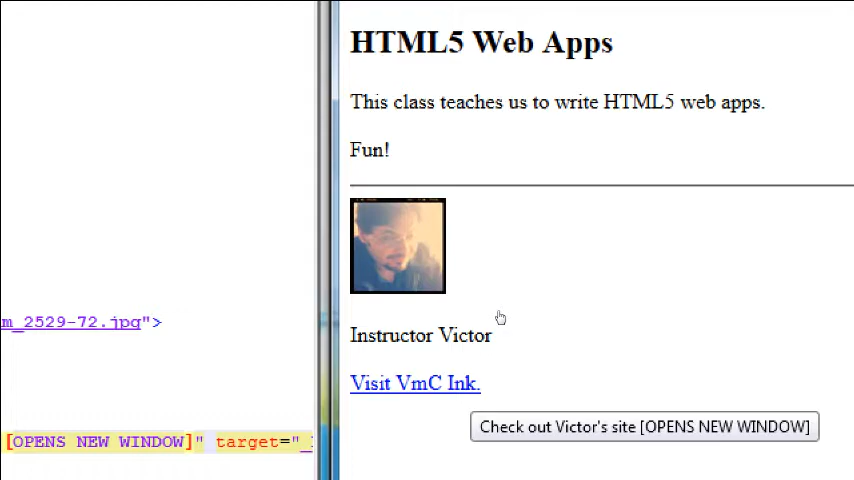 HTML5 Web Apps
This class teaches us to write HTML5 web apps.
Fun!
m_2529-72.jpg">
Instructor Victor
Visit VmC Ink.
Check out Victor's site [OPENS NEW WINDOW]
[OPENS NEW WINDOW]" target="_